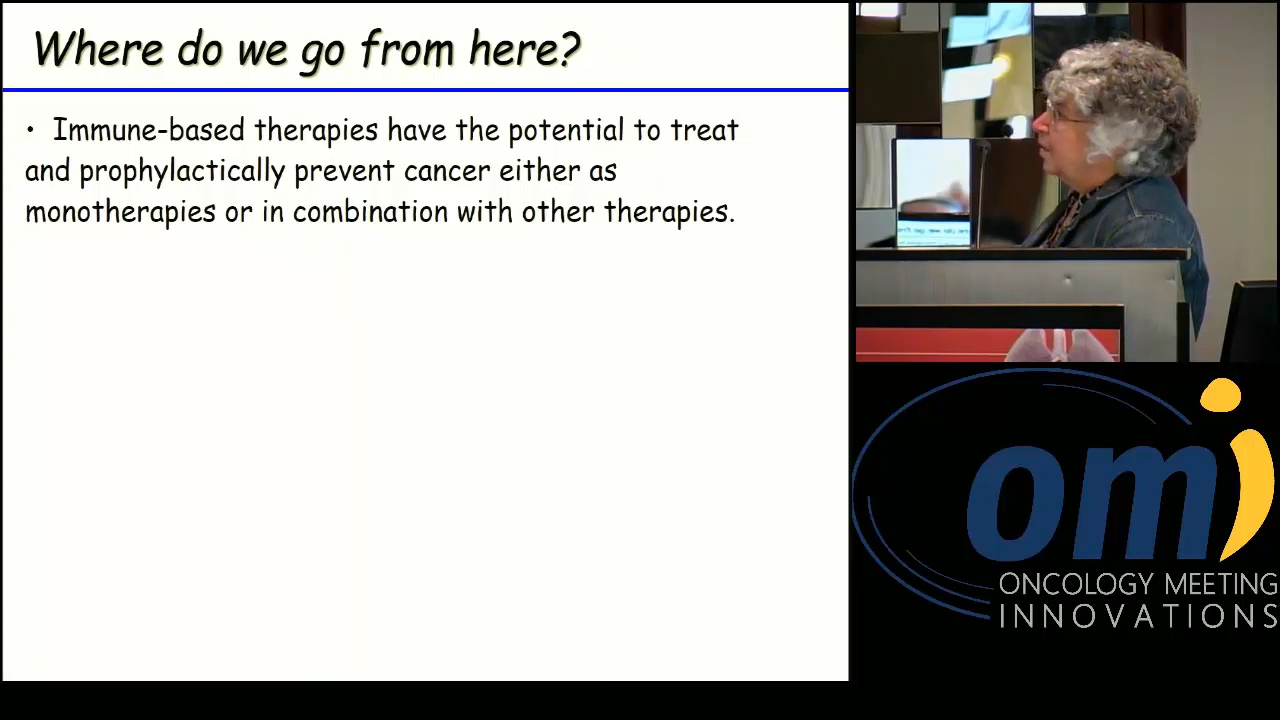 Where do we go from here?
• Immune-based therapies have the potential to treat
and prophylactically prevent cancer either as
monotherapies or in combination with other therapies.
omi
ONCOLOGY MEETING
INNOVATIONS